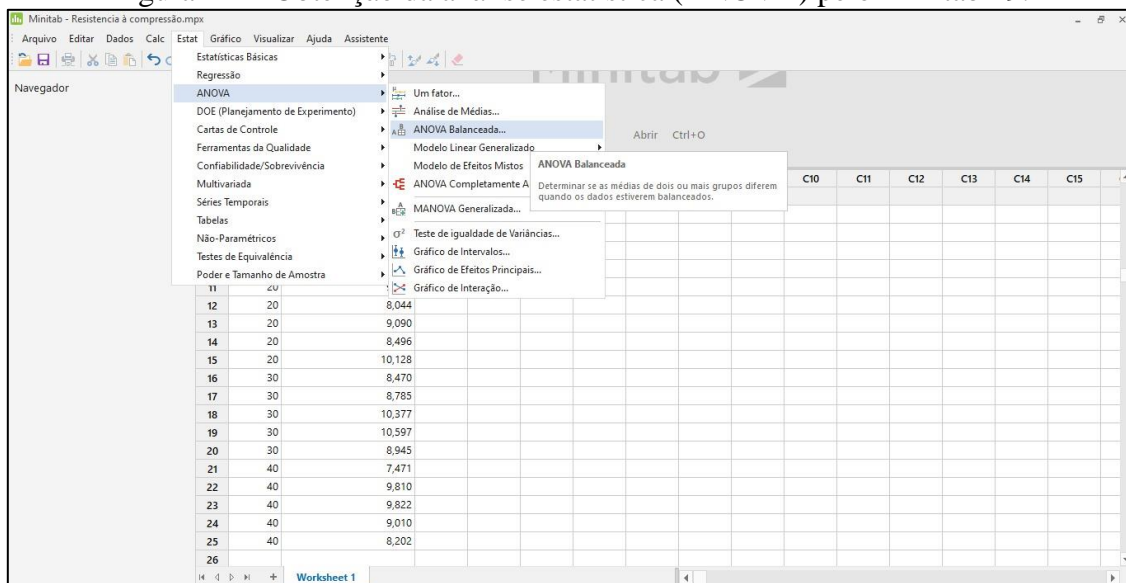 Minitab - Resistencia à compressão.mpx
Arquivo Editar Dados Calc Estat Gráfico Visualizar Ajuda Assistente
Navegador
Estatísticas Básicas
Regressão
ANOVA
DOE (Planejamento de Experimento)
Cartas de Controle
Ferramentas da Qualidade
Confiabilidade/Sobrevivência
Multivariada
Séries Temporais
Tabelas
Não-Paramétricos
Testes de Equivalência
Poder e Tamanho de Amostra
Um fator...
Análise de Médias...
ANOVA Balanceada...
Modelo Linear Generalizado
Modelo de Efeitos Mistos
ANOVA Completamente A
MANOVA Generalizada...
Teste de igualdade de Variâncias...
Gráfico de Intervalos...
Gráfico de Efeitos Principais...
Gráfico de Interação...
Abrir Ctrl+O
ANOVA Balanceada
Determinar se as médias de dois ou mais grupos diferem
quando os dados estiverem balanceados.
C10 C11 C12 C13 C14 C15
11 20
12 20 8,044
13 20 9,090
14 20 8,496
15 20 10,128
16 30 8,470
17 30 8,785
18 30 10,377
19 30 10,597
20 30 8,945
21 40 7,471
22 40 9,810
23 40 9,822
24 40 9,010
25 40 8,202
26
Worksheet 1